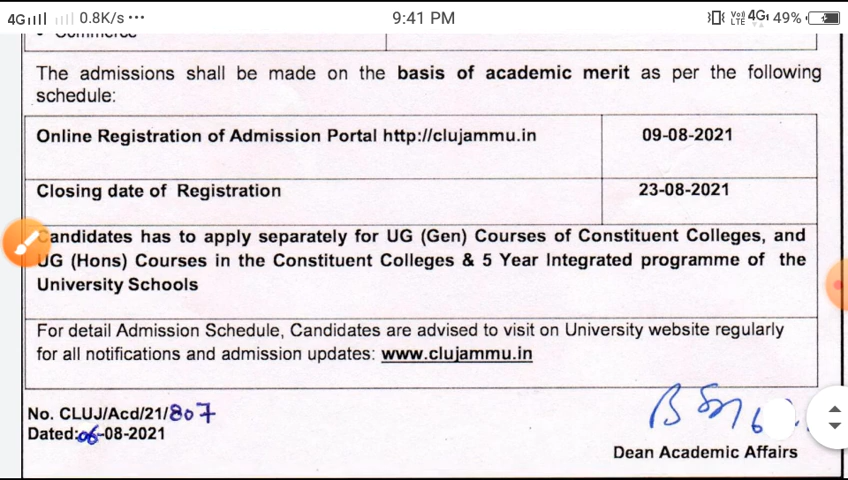 4G 0.8K/s ••• 9:41 PM Vo) LTE 4G 49%
• Commerce
The admissions shall be made on the basis of academic merit as per the following
schedule:
Online Registration of Admission Portal http://clujammu.in 09-08-2021
Closing date of Registration 23-08-2021
Candidates has to apply separately for UG (Gen) Courses of Constituent Colleges, and
UG (Hons) Courses in the Constituent Colleges & 5 Year Integrated programme of the
University Schools
For detail Admission Schedule, Candidates are advised to visit on University website regularly
for all notifications and admission updates: www.clujammu.in
No. CLUJ/Acd/21/807
Dated:06-08-2021
Dean Academic Affairs